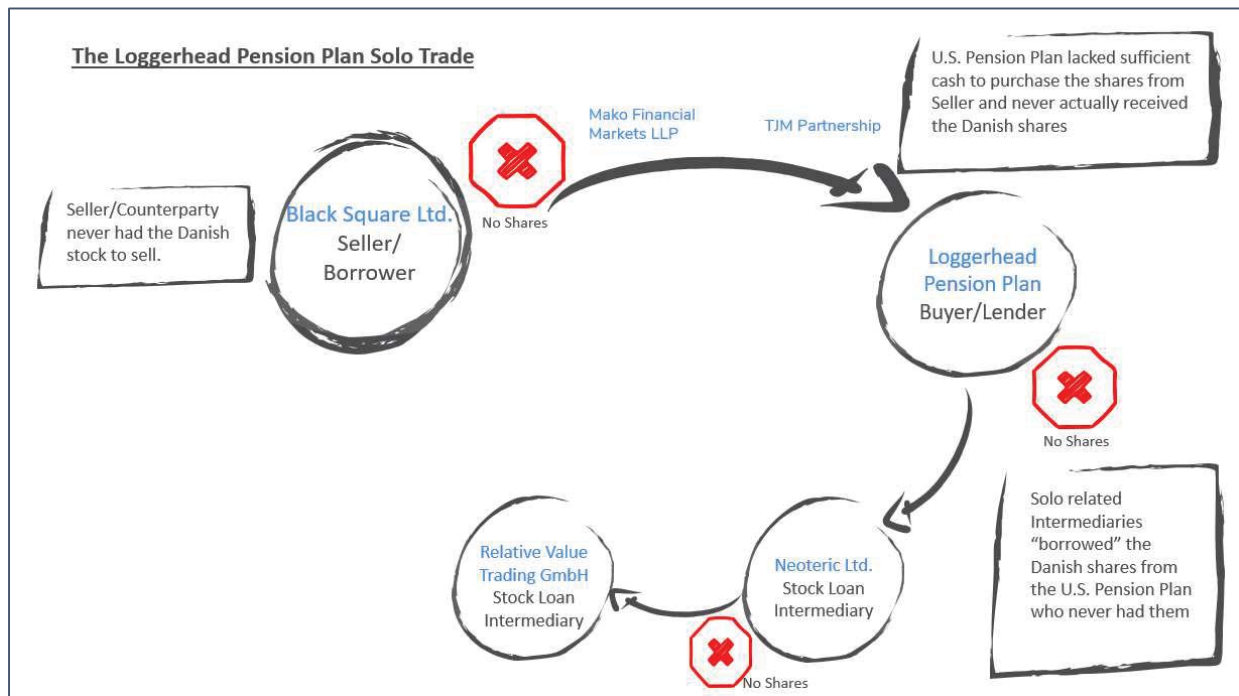 The Loggerhead Pension Plan Solo Trade
U.S. Pension Plan lacked sufficient
cash to purchase the shares from
Seller and never actually received
the Danish shares
Mako Financial
Markets LLP
TJM Partnership
No Shares
Seller/Counterparty
never had the Danish
stock to sell.
Black Square Ltd.
Seller/
Borrower
Loggerhead
Pension Plan
Buyer/Lender
No Shares
Solo related
Intermediaries
“borrowed” the
Danish shares from
the U.S. Pension Plan
who never had them
Neoteric Ltd.
Stock Loan
Intermediary
Relative Value
Trading GmbH
Stock Loan
Intermediary
No Shares